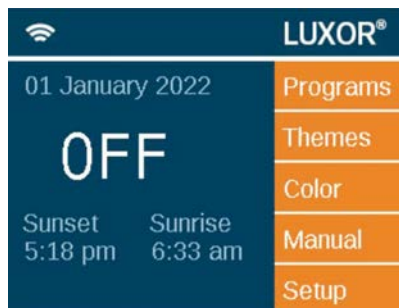 LUXOR®
01 January 2022
OFF
Sunset Sunrise
5:18 pm 6:33 am
Programs
Themes
Color
Manual
Setup